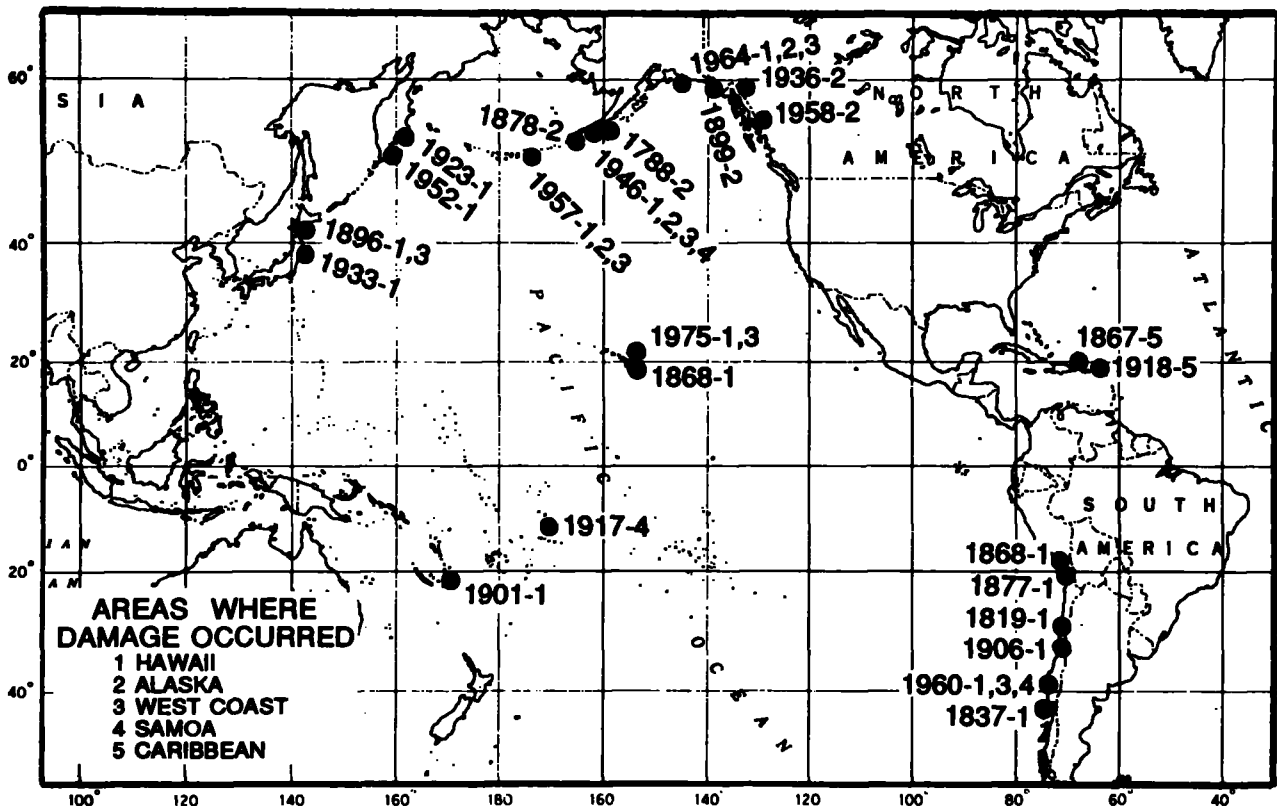 60°
S I A
1964-1,2,3
1936-2
1958-2
1899-2
N O R T H
A M E R I C A
1878-2
1788-2
1946-1,2,3,4
1957-1,2,3
1923-1
1952-1
40°
1896-1,3
1933-1
P A C I F I C
A T L A N T I C
1975-1,3
1868-1
1867-5
1918-5
20°
0°
S O U T H
A M E R I C A
1917-4
I A N
A M
20°
1901-1
1868-1
1877-1
1819-1
1906-1
1960-1,3,4
1837-1
O C E A N
AREAS WHERE
DAMAGE OCCURRED
1 HAWAII
2 ALASKA
3 WEST COAST
4 SAMOA
5 CARIBBEAN
40°
100° 120 140 160 180 160° 140° 120° 100° 80° 60° 40°